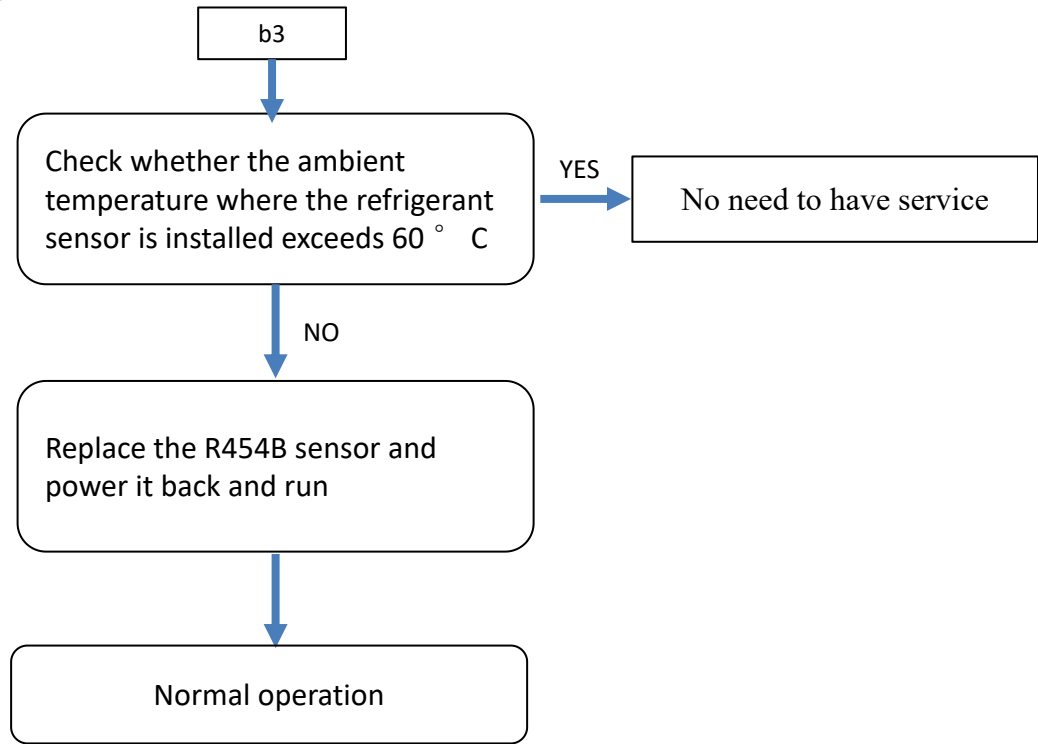 b3
Check whether the ambient
temperature where the refrigerant
sensor is installed exceeds 60 ° C
YES
No need to have service
NO
Replace the R454B sensor and
power it back and run
Normal operation